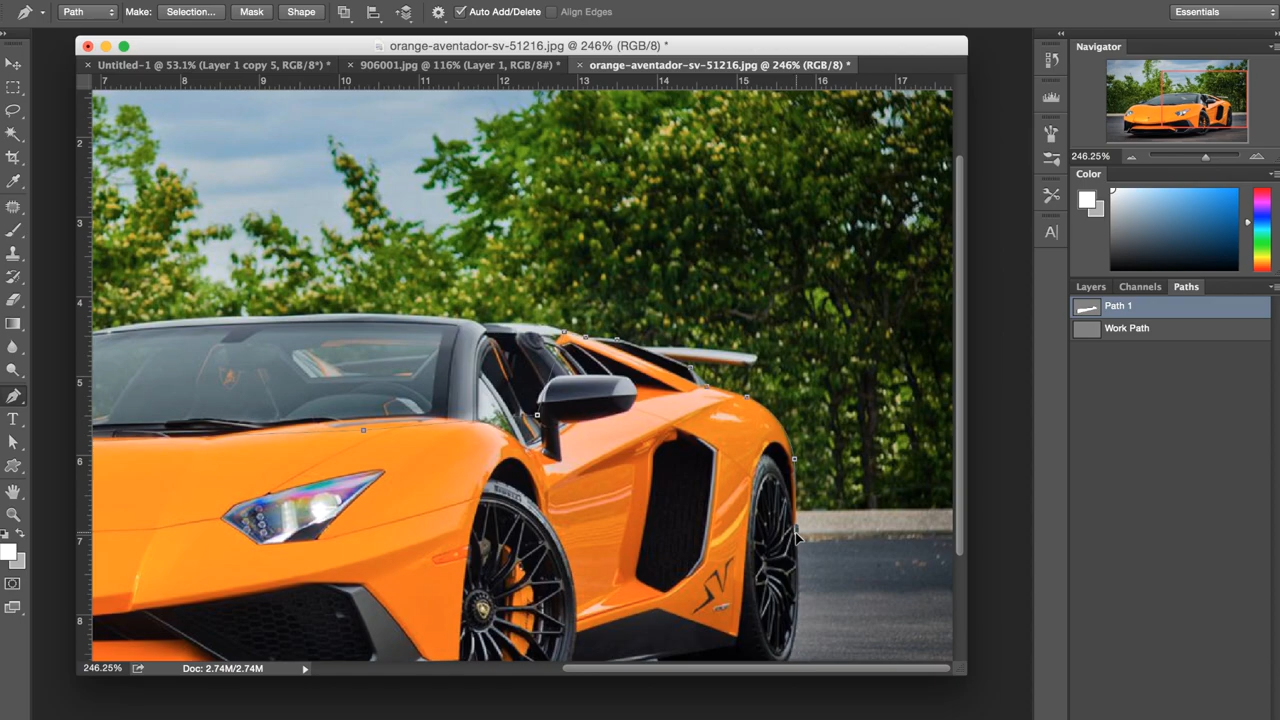 Path Make: Selection... Mask Shape Auto Add/Delete Align Edges Essentials
orange-aventador-sv-51216.jpg @ 246% (RGB/8) *
Untitled-1 @ 53.1% (Layer 1 copy 5, RGB/8*) * 906001.jpg @ 116% (Layer 1, RGB/8#) * orange-aventador-sv-51216.jpg @ 246% (RGB/8) *
7 8 9 10 11 12 13 14 15 16 17
2
3
4
5
6
7
8
SV
246.25% Doc: 2.74M/2.74M
T
A|
Navigator
246.25%
Color
Layers Channels Paths
Path 1
Work Path